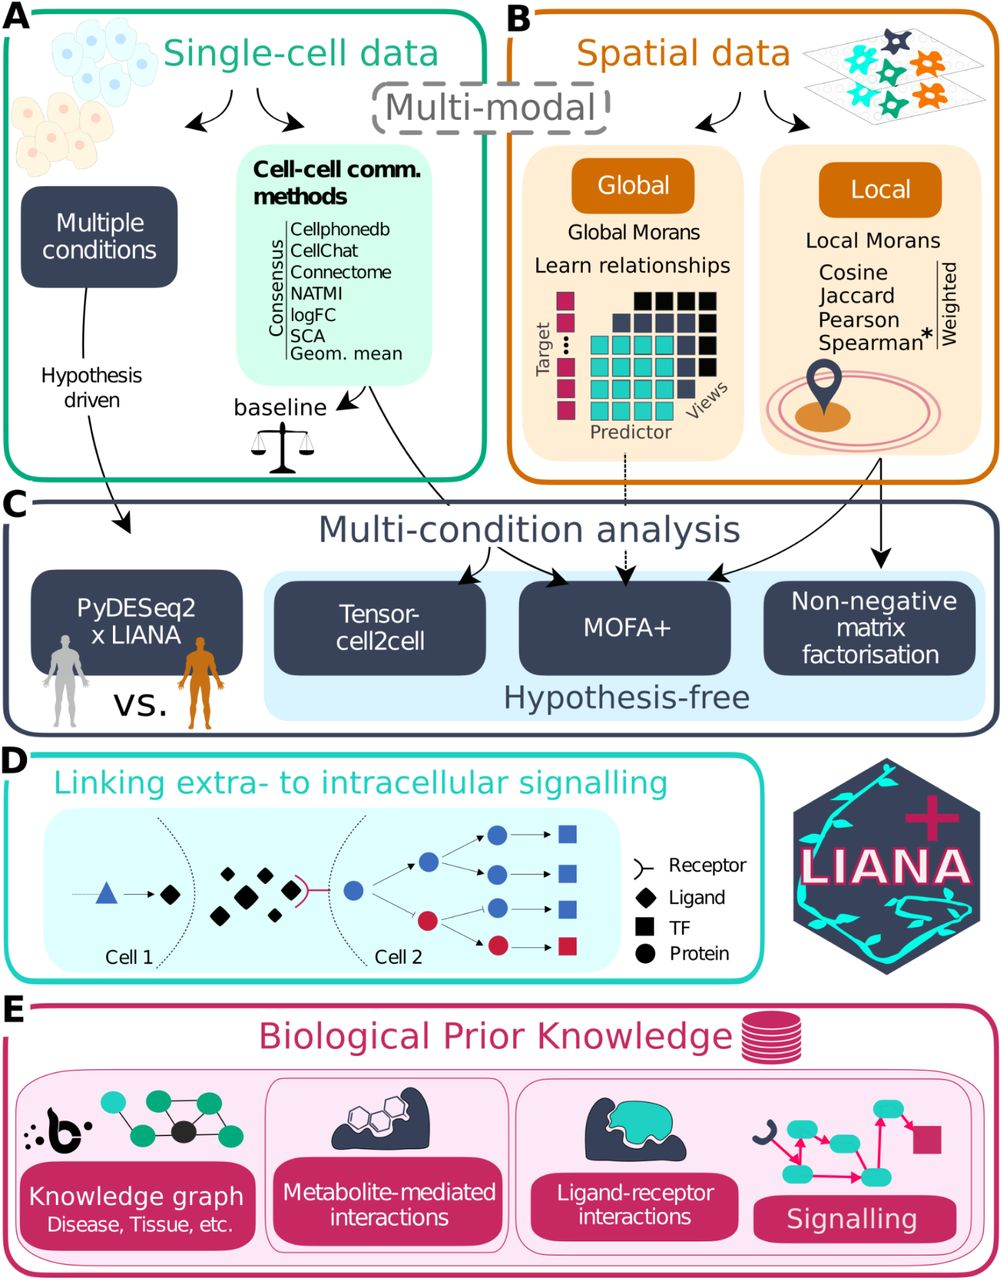 A
Single-cell data
Multi-modal
Multiple
conditions
Hypothesis
driven
Cell-cell comm.
methods
Consensus
Cellphonedb
CellChat
Connectome
NATMI
logFC
SCA
Geom. mean
baseline
B
Spatial data
Global
Global Morans
Learn relationships
Target
Predictor
Views
Local
Local Morans
Cosine
Jaccard
Pearson
Spearman*
Weighted
C
Multi-condition analysis
PyDESeq2
x LIANA
vs.
Tensor-
cell2cell
MOFA+
Non-negative
matrix
factorisation
Hypothesis-free
D
Linking extra- to intracellular signalling
Cell 1
Cell 2
Receptor
Ligand
TF
Protein
+
LIANA
E
Biological Prior Knowledge
Knowledge graph
Disease, Tissue, etc.
Metabolite-mediated
interactions
Ligand-receptor
interactions
Signalling